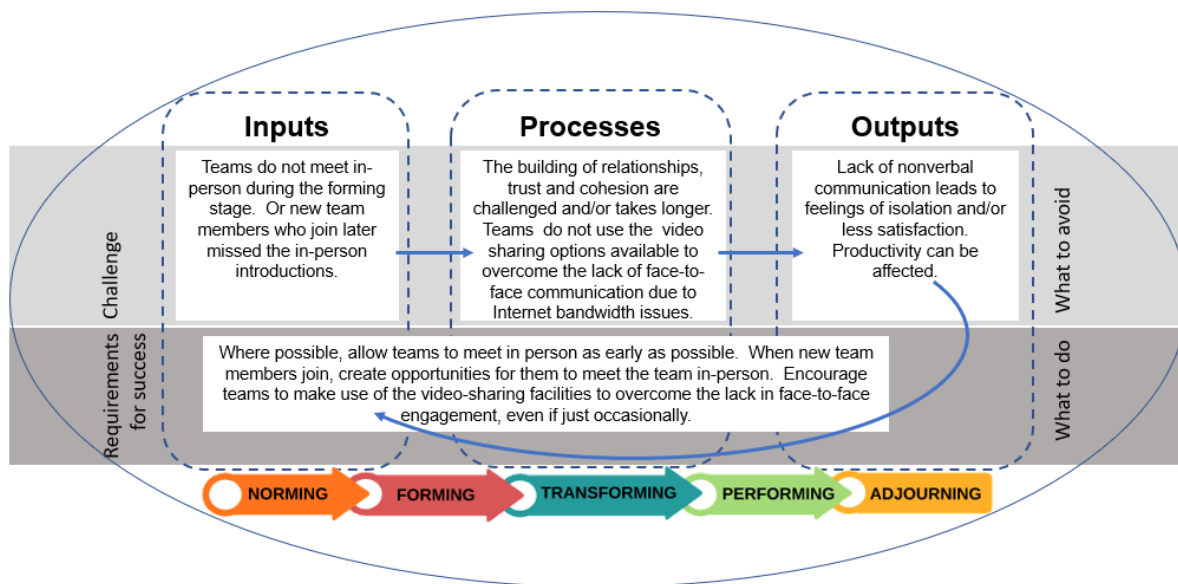 Inputs
Processes
Outputs
Challenge
Teams do not meet in-
person during the forming
stage.  Or new team
members who join later
missed the in-person
introductions.
The building of relationships,
trust and cohesion are
challenged and/or takes longer.
Teams  do not use the  video
sharing options available to
overcome the lack of face-to-
face communication due to
Internet bandwidth issues.
Lack of nonverbal
communication leads to
feelings of isolation and/or
less satisfaction.
Productivity can be
affected.
What to avoid
Requirements
for success
Where possible, allow teams to meet in person as early as possible.  When new team
members join, create opportunities for them to meet the team in-person.  Encourage
teams to make use of the video-sharing facilities to overcome the lack in face-to-face
engagement, even if just occasionally.
What to do
NORMING
FORMING
TRANSFORMING
PERFORMING
ADJOURNING